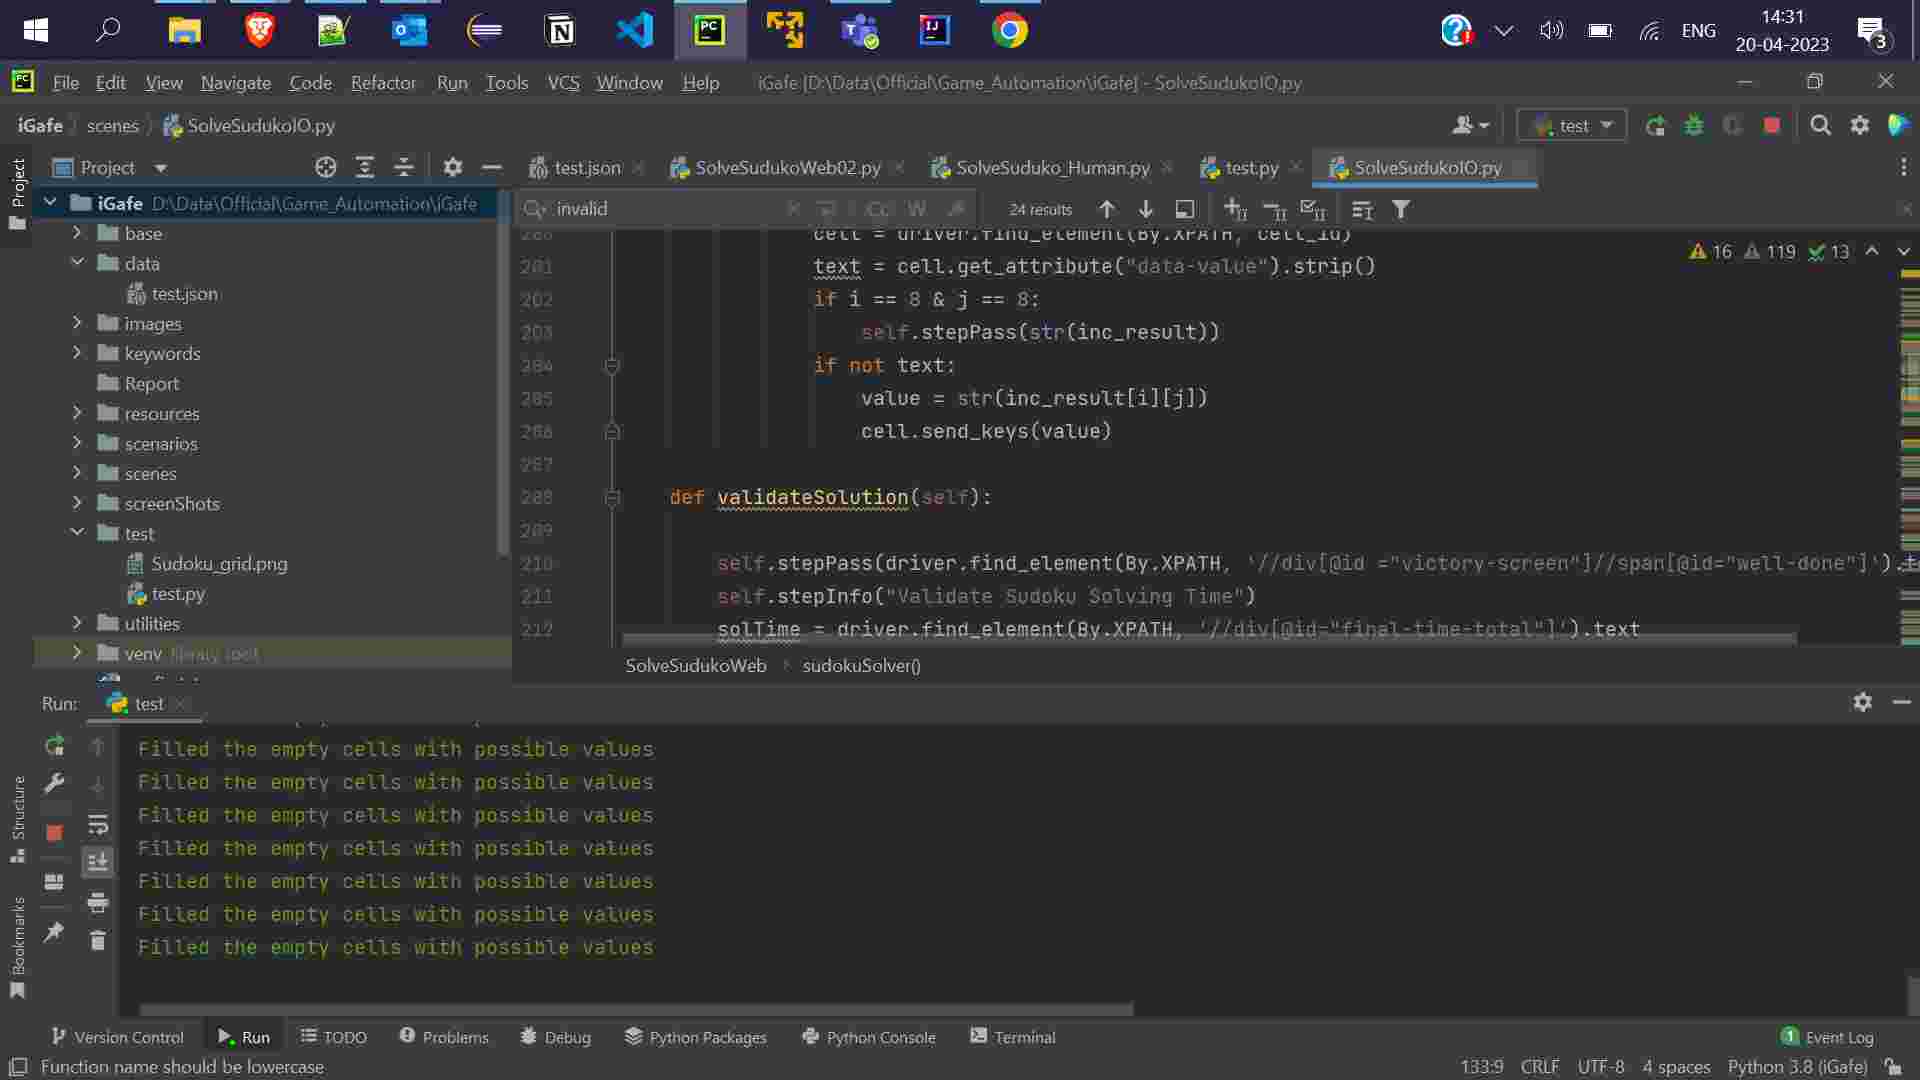 ENG
14:31
20-04-2023
3
File Edit View Navigate Code Refactor Run Tools VCS Window Help iGafe [D:\Data\Official\Game_Automation\iGafe] - SolveSudukoIO.py
iGafe scenes SolveSudukoIO.py
test
Project
test.json SolveSudukoWeb02.py SolveSuduko_Human.py test.py SolveSudukoIO.py
Project
iGafe D:\Data\Official\Game_Automation\iGafe
base
data
test.json
images
keywords
Report
resources
scenarios
scenes
screenShots
test
Sudoku_grid.png
test.py
utilities
venv library root
invalid Cc W 24 results
16 119 13
200 cell = driver.find_element(By.XPATH, cell_id)
201 text = cell.get_attribute("data-value").strip()
202 if i == 8 & j == 8:
203 self.stepPass(str(inc_result))
204 if not text:
205 value = str(inc_result[i][j])
206 cell.send_keys(value)
207
208 def validateSolution(self):
209
210 self.stepPass(driver.find_element(By.XPATH, '//div[@id ="victory-screen"]//span[@id="well-done"]').t
211 self.stepInfo("Validate Sudoku Solving Time")
212 solTime = driver.find_element(By.XPATH, '//div[@id="final-time-total"]').text
SolveSudukoWeb sudokuSolver()
Run: test
Filled the empty cells with possible values
Filled the empty cells with possible values
Filled the empty cells with possible values
Filled the empty cells with possible values
Filled the empty cells with possible values
Filled the empty cells with possible values
Filled the empty cells with possible values
Structure
Bookmarks
Version Control Run TODO Problems Debug Python Packages Python Console Terminal 1 Event Log
Function name should be lowercase 133:9 CRLF UTF-8 4 spaces Python 3.8 (iGafe)